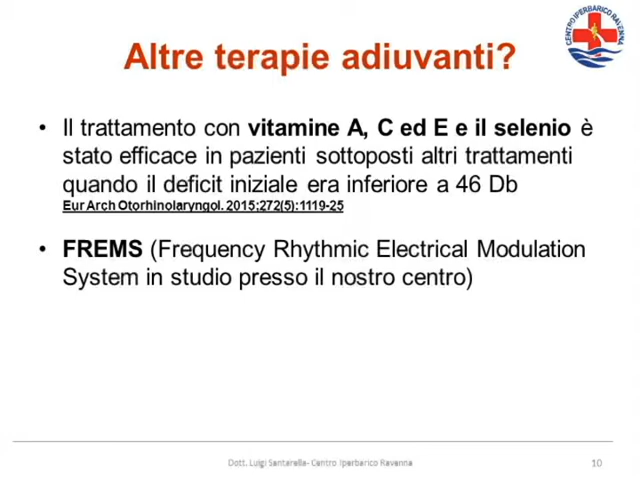 CENTRO IPERBARICO RAVENNA
Altre terapie adiuvanti?
• Il trattamento con vitamine A, C ed E e il selenio è
stato efficace in pazienti sottoposti altri trattamenti
quando il deficit iniziale era inferiore a 46 Db
Eur Arch Otorhinolaryngol. 2015;272(5):1119-25
• FREMS (Frequency Rhythmic Electrical Modulation
System in studio presso il nostro centro)
Dott. Luigi Santarella- Centro Iperbarico Ravenna
10